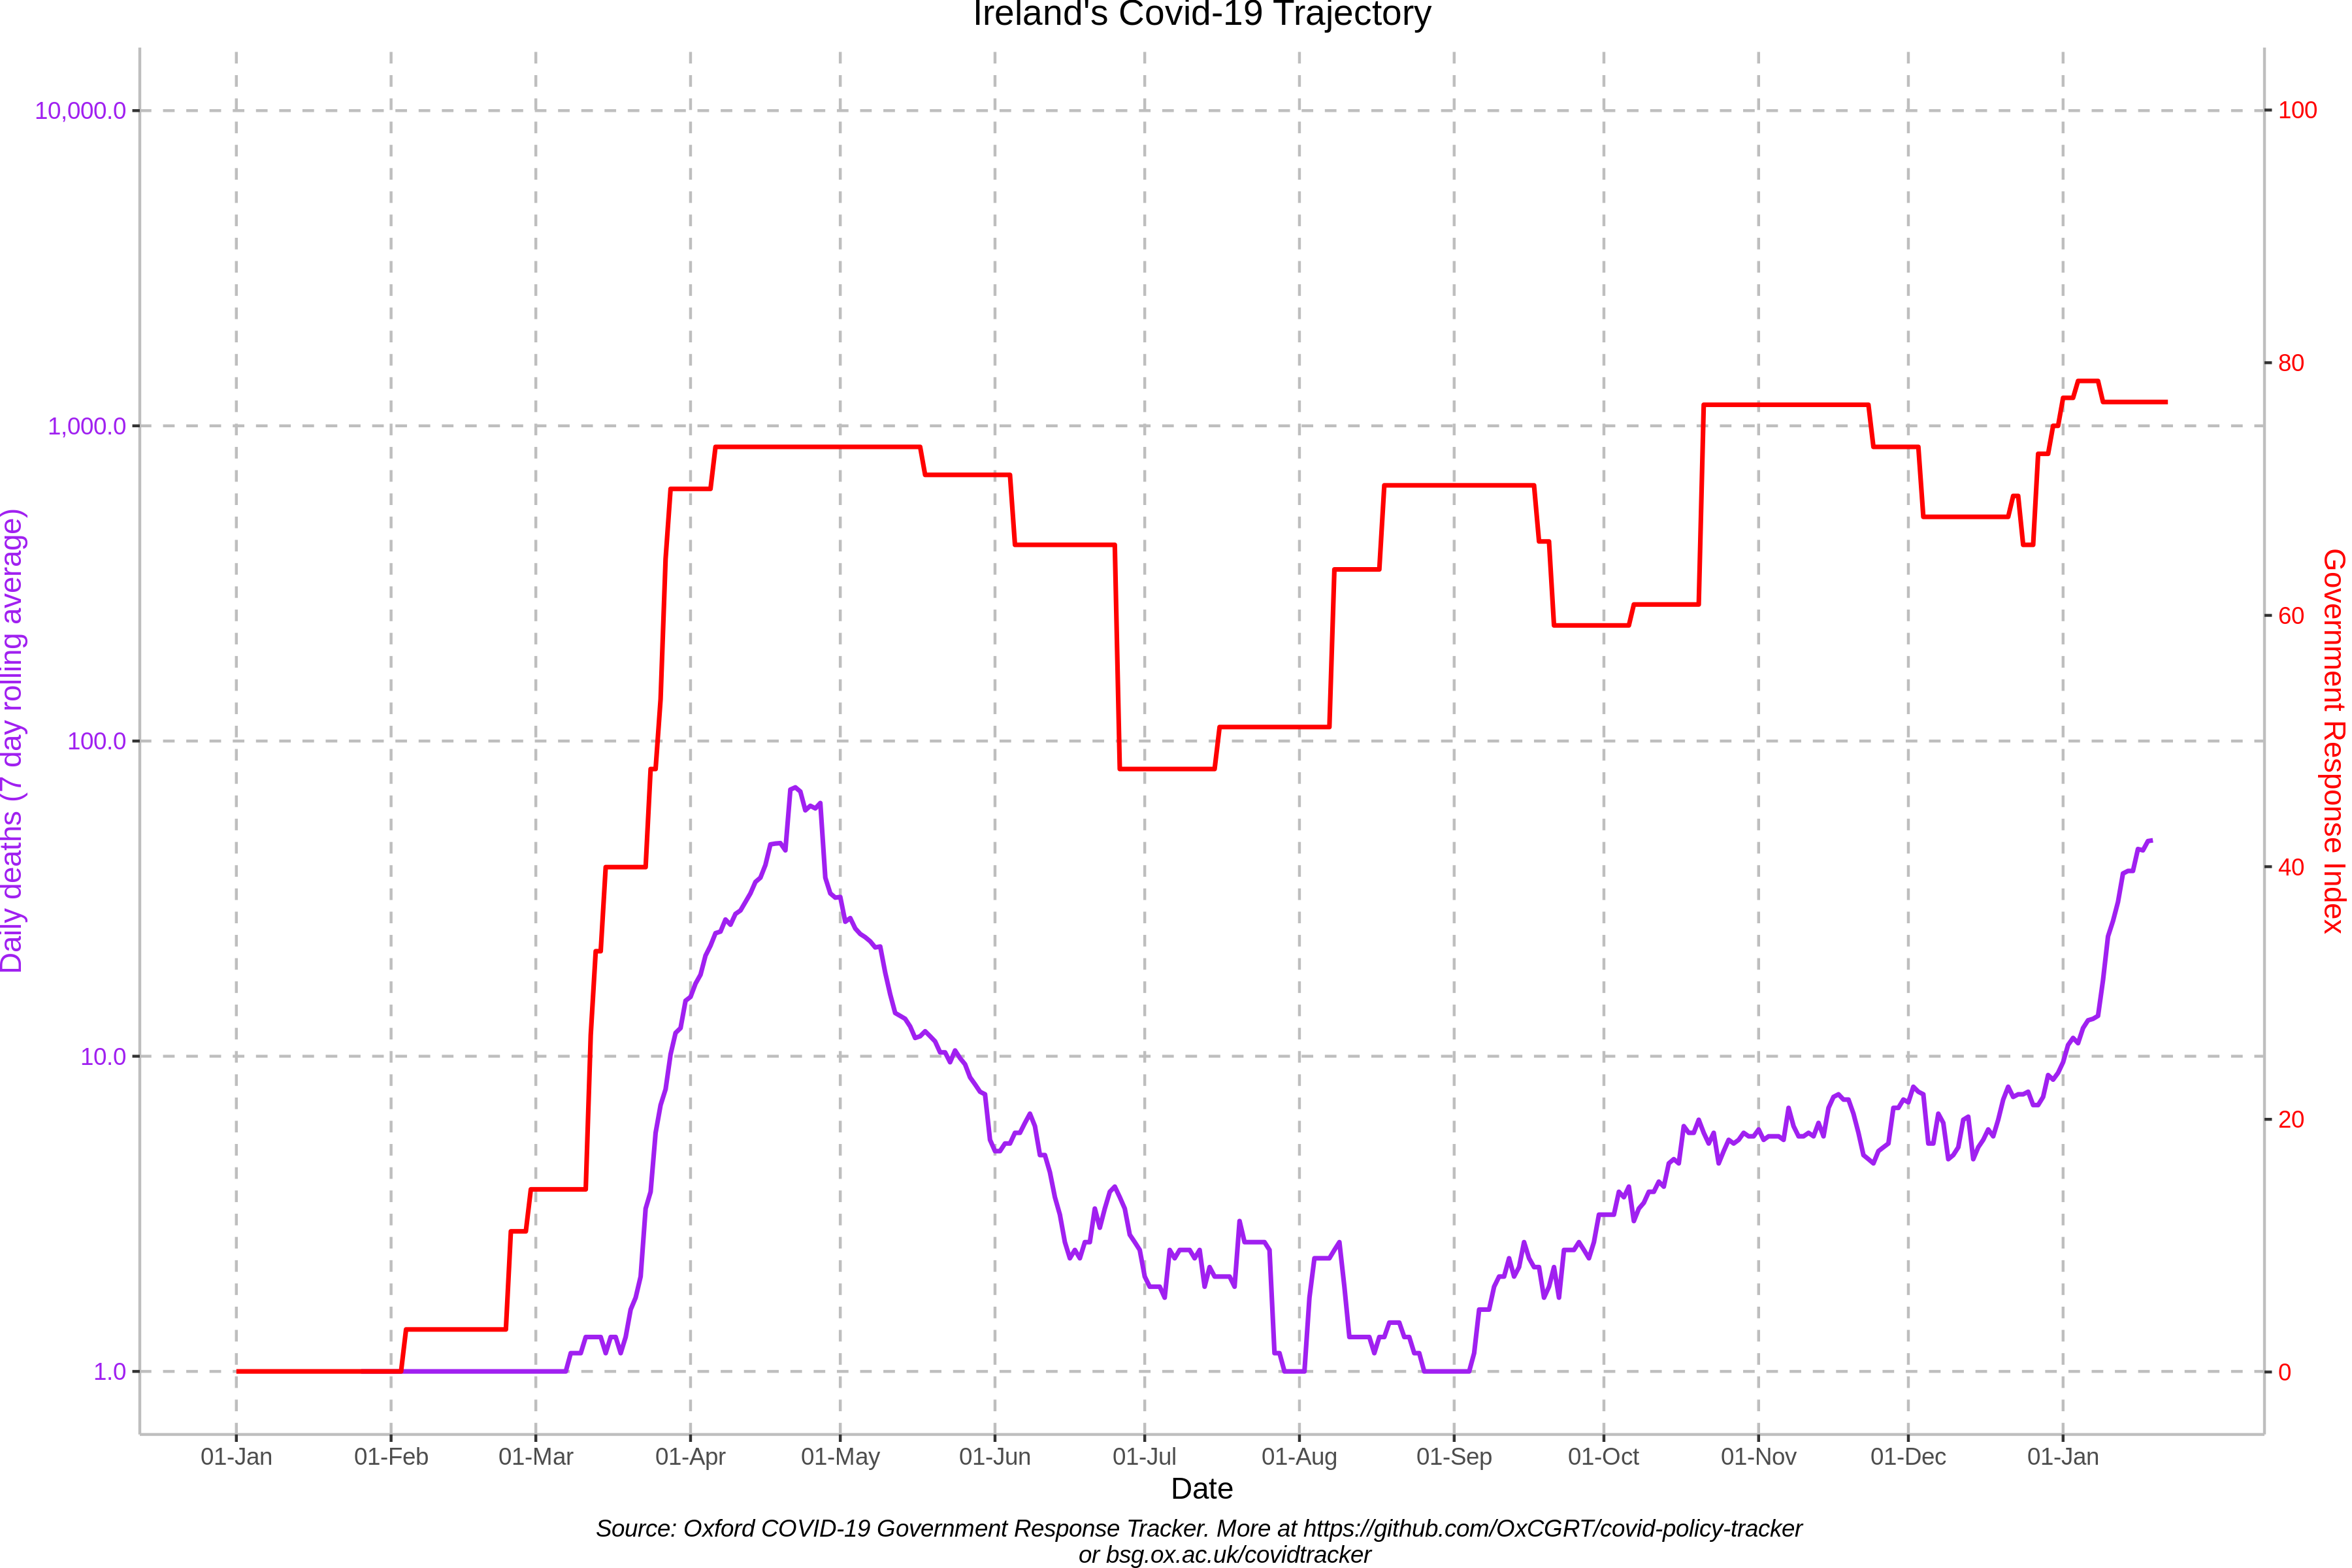 Ireland's Covid-19 Trajectory
10,000.0
1,000.0
100.0
10.0
1.0
Daily deaths (7 day rolling average)
100
80
60
40
20
0
Government Response Index
01-Jan 01-Feb 01-Mar 01-Apr 01-May 01-Jun 01-Jul 01-Aug 01-Sep 01-Oct 01-Nov 01-Dec 01-Jan
Date
Source: Oxford COVID-19 Government Response Tracker. More at https://github.com/OxCGRT/covid-policy-tracker
or bsg.ox.ac.uk/covidtracker